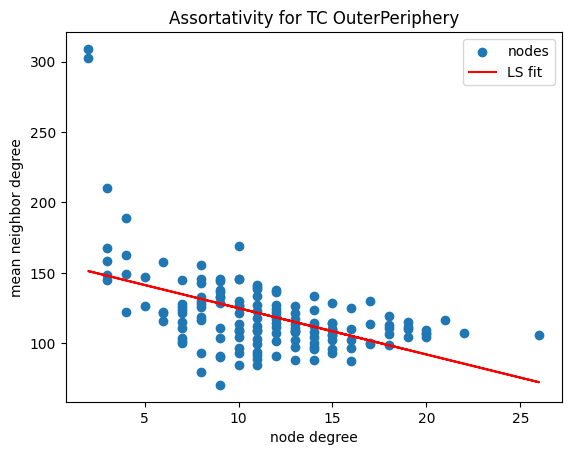 Assortativity for TC OuterPeriphery
nodes
LS fit
mean neighbor degree
300
250
200
150
100
5
10
15
20
25
node degree